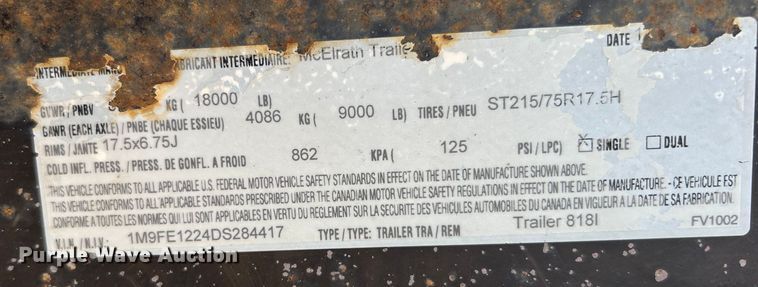 FABRICANT INTERMEDIAIRE: McElrath Traile DATE
GVWR/PNBV KG ( 18000 LB)
GAWR (EACH AXLE) / PNBE (CHAQUE ESSIEU) 4086 KG ( 9000 LB) TIRES/PNEU ST215/75R17.5H
RIMS / JANTE 17.5x6.75J
COLD INFL. PRESS. / PRESS. DE GONFL. A FROID 862 KPA ( 125 PSI / LPC) SINGLE DUAL
THIS VEHICLE CONFORMS TO ALL APPLICABLE U.S. FEDERAL MOTOR VEHICLE SAFETY STANDARDS IN EFFECT ON THE DATE OF MANUFACTURE SHOWN ABOVE.
THIS VEHICLE CONFORMS TO ALL APPLICABLE STANDARDS PRESCRIBED UNDER THE CANADIAN MOTOR VEHICLE SAFETY REGULATIONS IN EFFECT ON THE DATE OF MANUFACTURE. - CE VEHICULE EST
CONFORME A TOUTES LES NORMES QUI LUI SONT APPLICABLES EN VERTU DU REGLEMENT SUR LA SECURITE DES VEHICULES AUTOMOBILES DU CANADA EN VIGUEUR A LA DATE DE SA FABRICATION.
V.I.N. / N.I.V. 1M9FE1224DS284417 TYPE / TYPE: TRAILER TRA / REM Trailer 818I FV1002
Purple Wave Auction